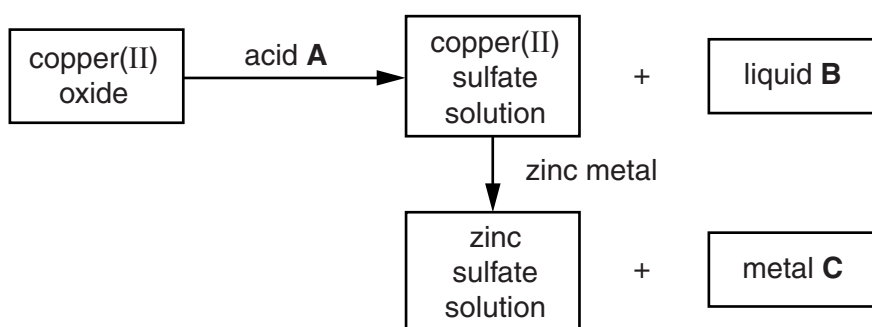 copper(II)
oxide
acid A
copper(II)
sulfate
solution
+
liquid B
zinc metal
zinc
sulfate
solution
+
metal C